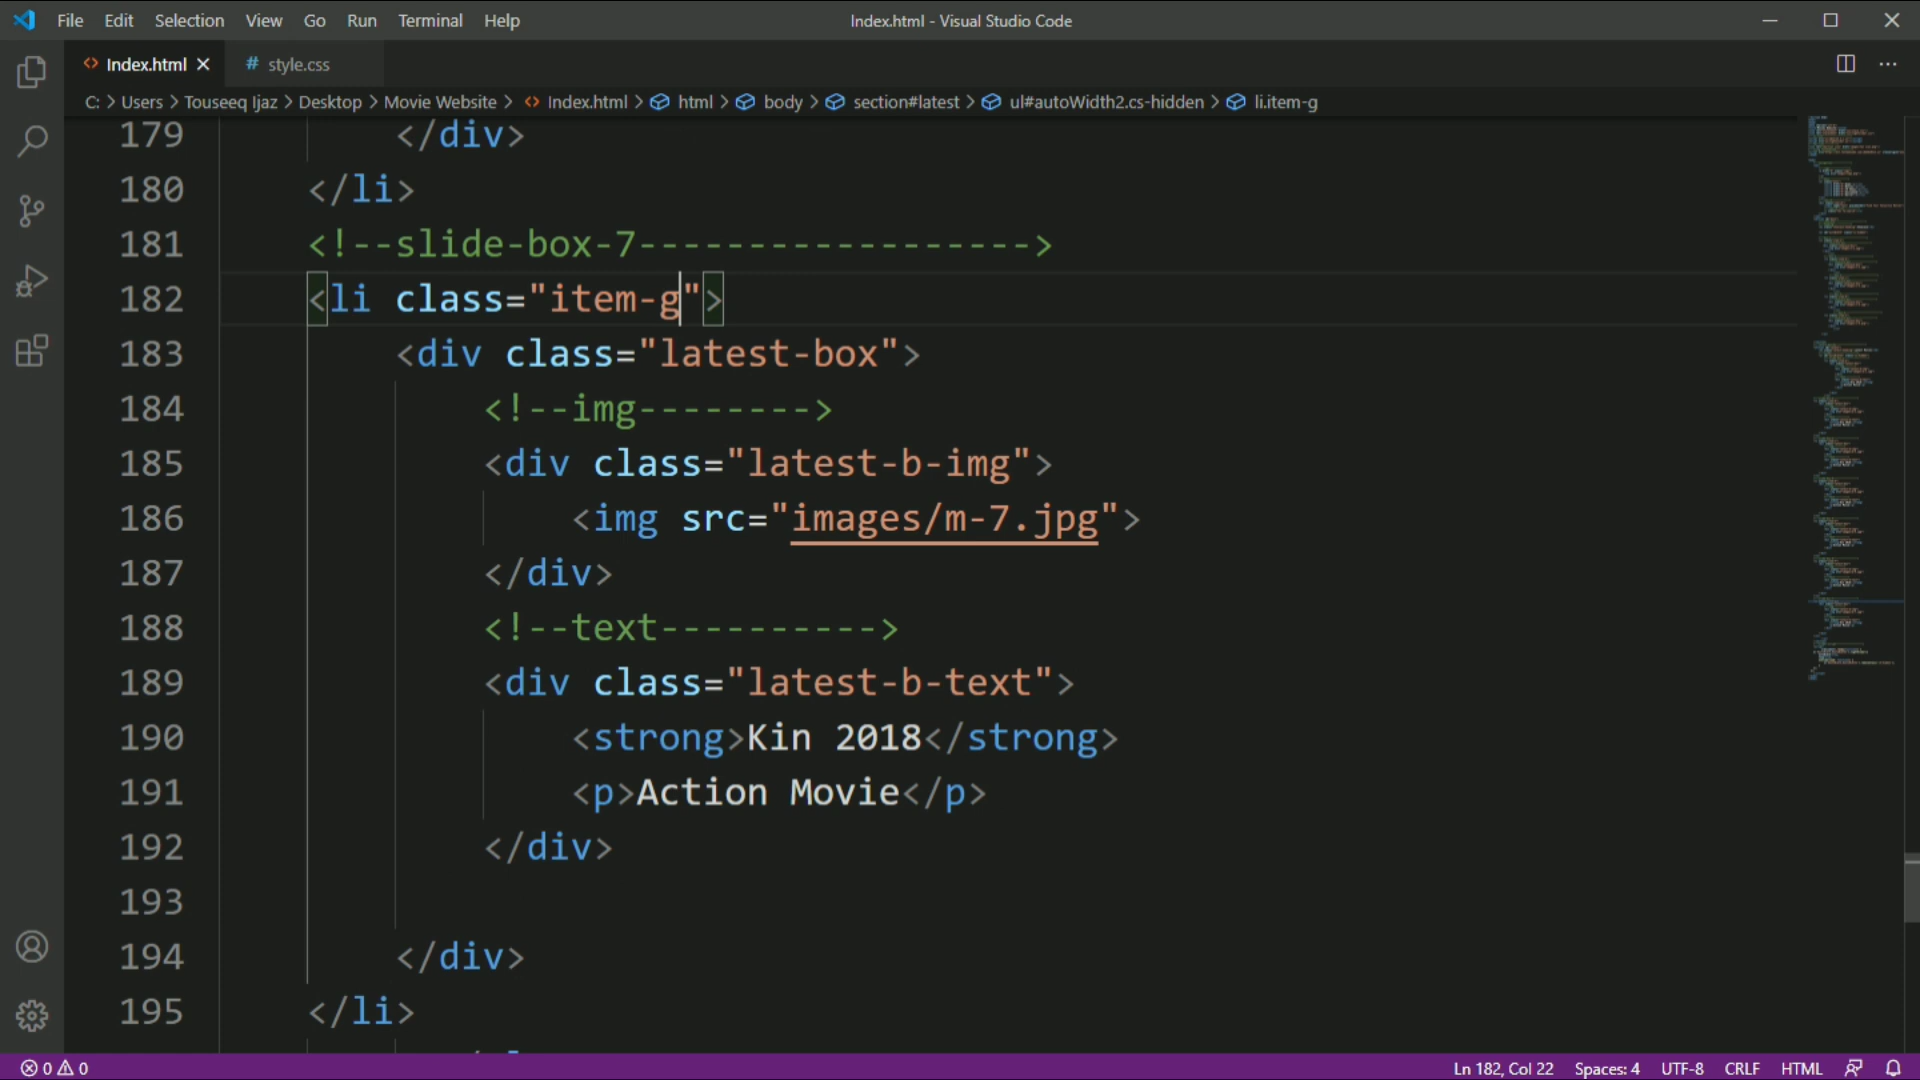 File Edit Selection View Go Run Terminal Help Index.html - Visual Studio Code
Index.html style.css
C: > Users > Touseeq Ijaz > Desktop > Movie Website > Index.html > html > body > section#latest > ul#autoWidth2.cs-hidden > li.item-g
179 </div>
180 </li>
181 <!--slide-box-7------------------>
182 <li class="item-g">
183 <div class="latest-box">
184 <!--img-------->
185 <div class="latest-b-img">
186 <img src="images/m-7.jpg">
187 </div>
188 <!--text---------->
189 <div class="latest-b-text">
190 <strong>Kin 2018</strong>
191 <p>Action Movie</p>
192 </div>
193
194 </div>
195 </li>
0 0 Ln 182, Col 22 Spaces: 4 UTF-8 CRLF HTML